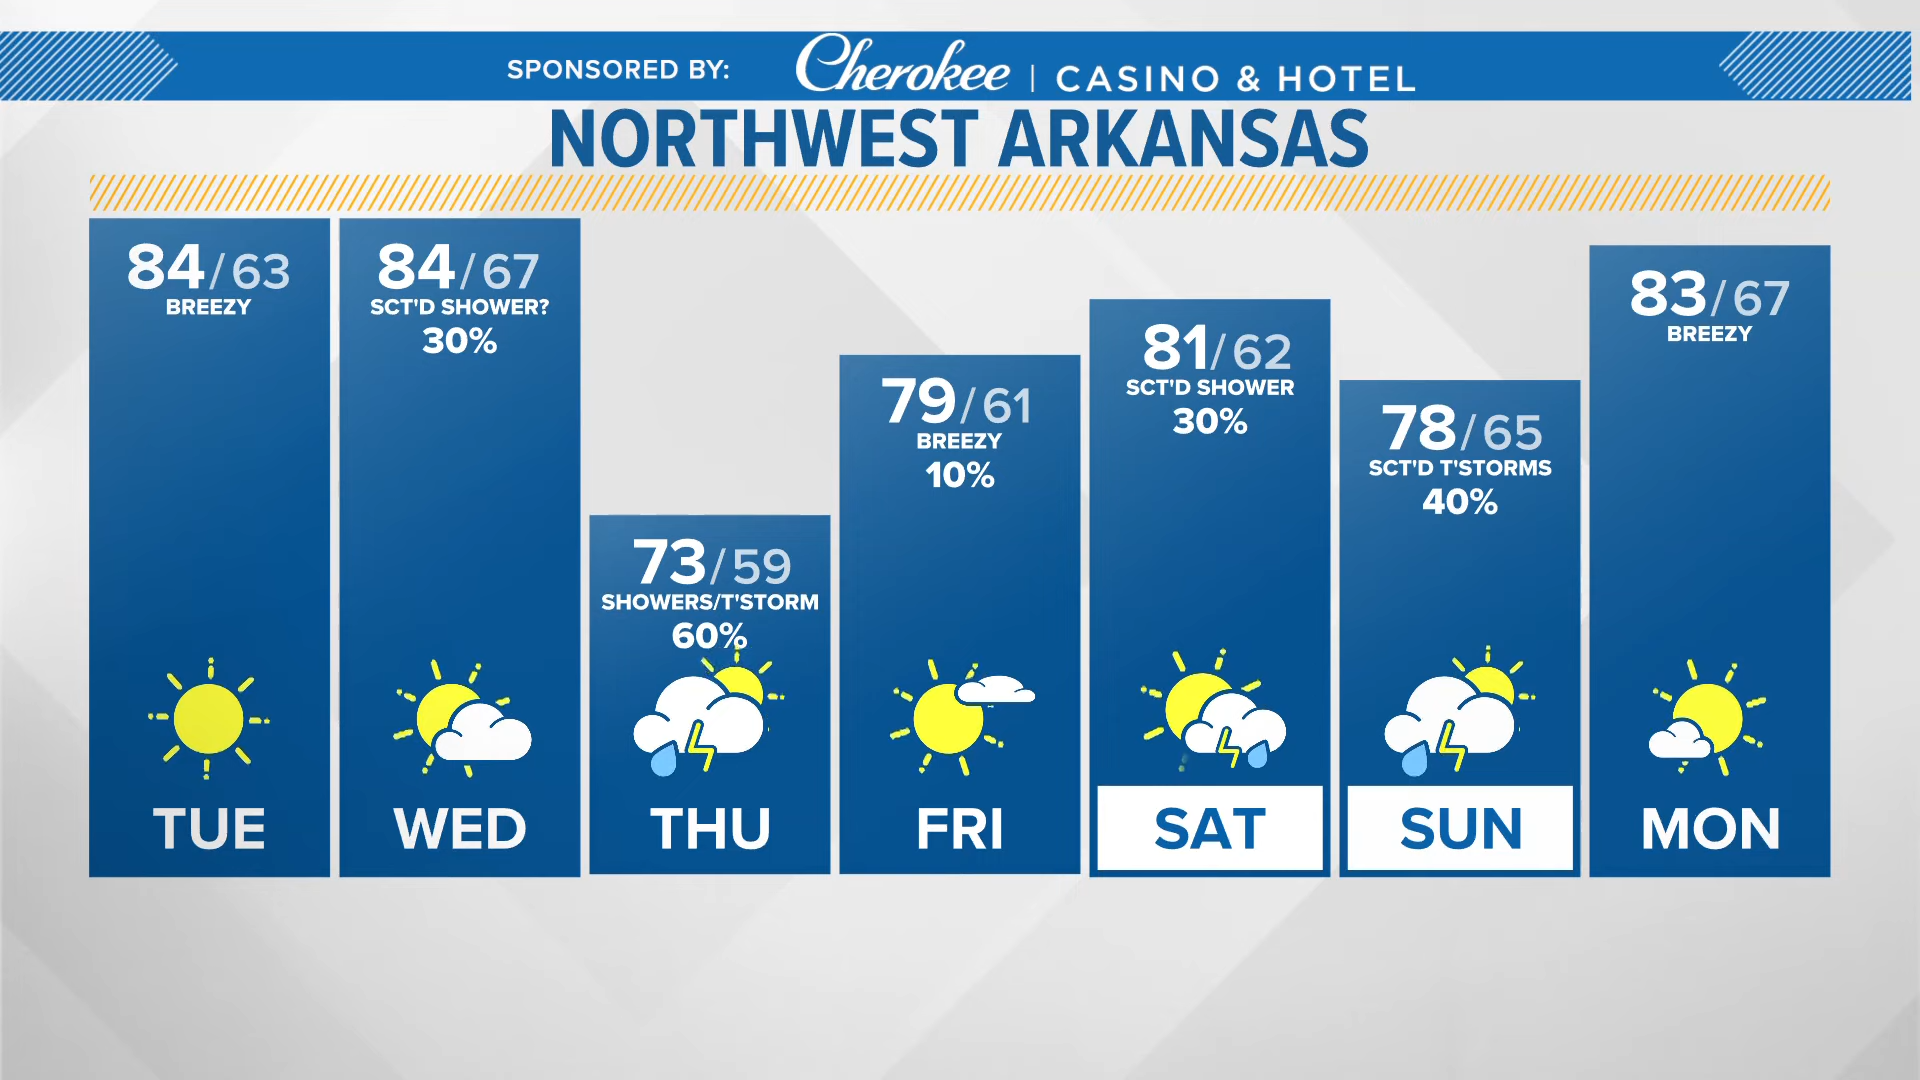 SPONSORED BY: Cherokee | CASINO & HOTEL
NORTHWEST ARKANSAS
84/63
BREEZY
TUE
84/67
SCT'D SHOWER?
30%
WED
73/59
SHOWERS/T'STORM
60%
THU
79/61
BREEZY
10%
FRI
81/62
SCT'D SHOWER
30%
SAT
78/65
SCT'D T'STORMS
40%
SUN
83/67
BREEZY
MON